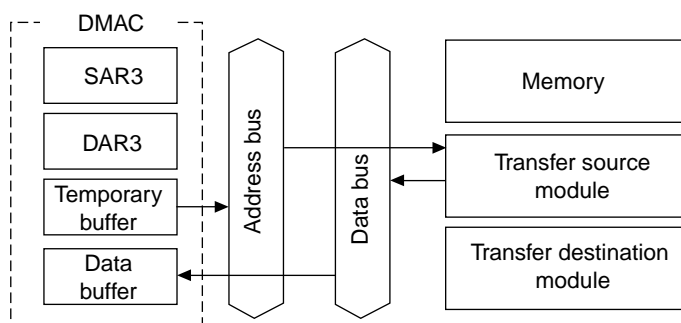 DMAC
SAR3
DAR3
Temporary
buffer
Data
buffer
Address bus
Data bus
Memory
Transfer source
module
Transfer destination
module